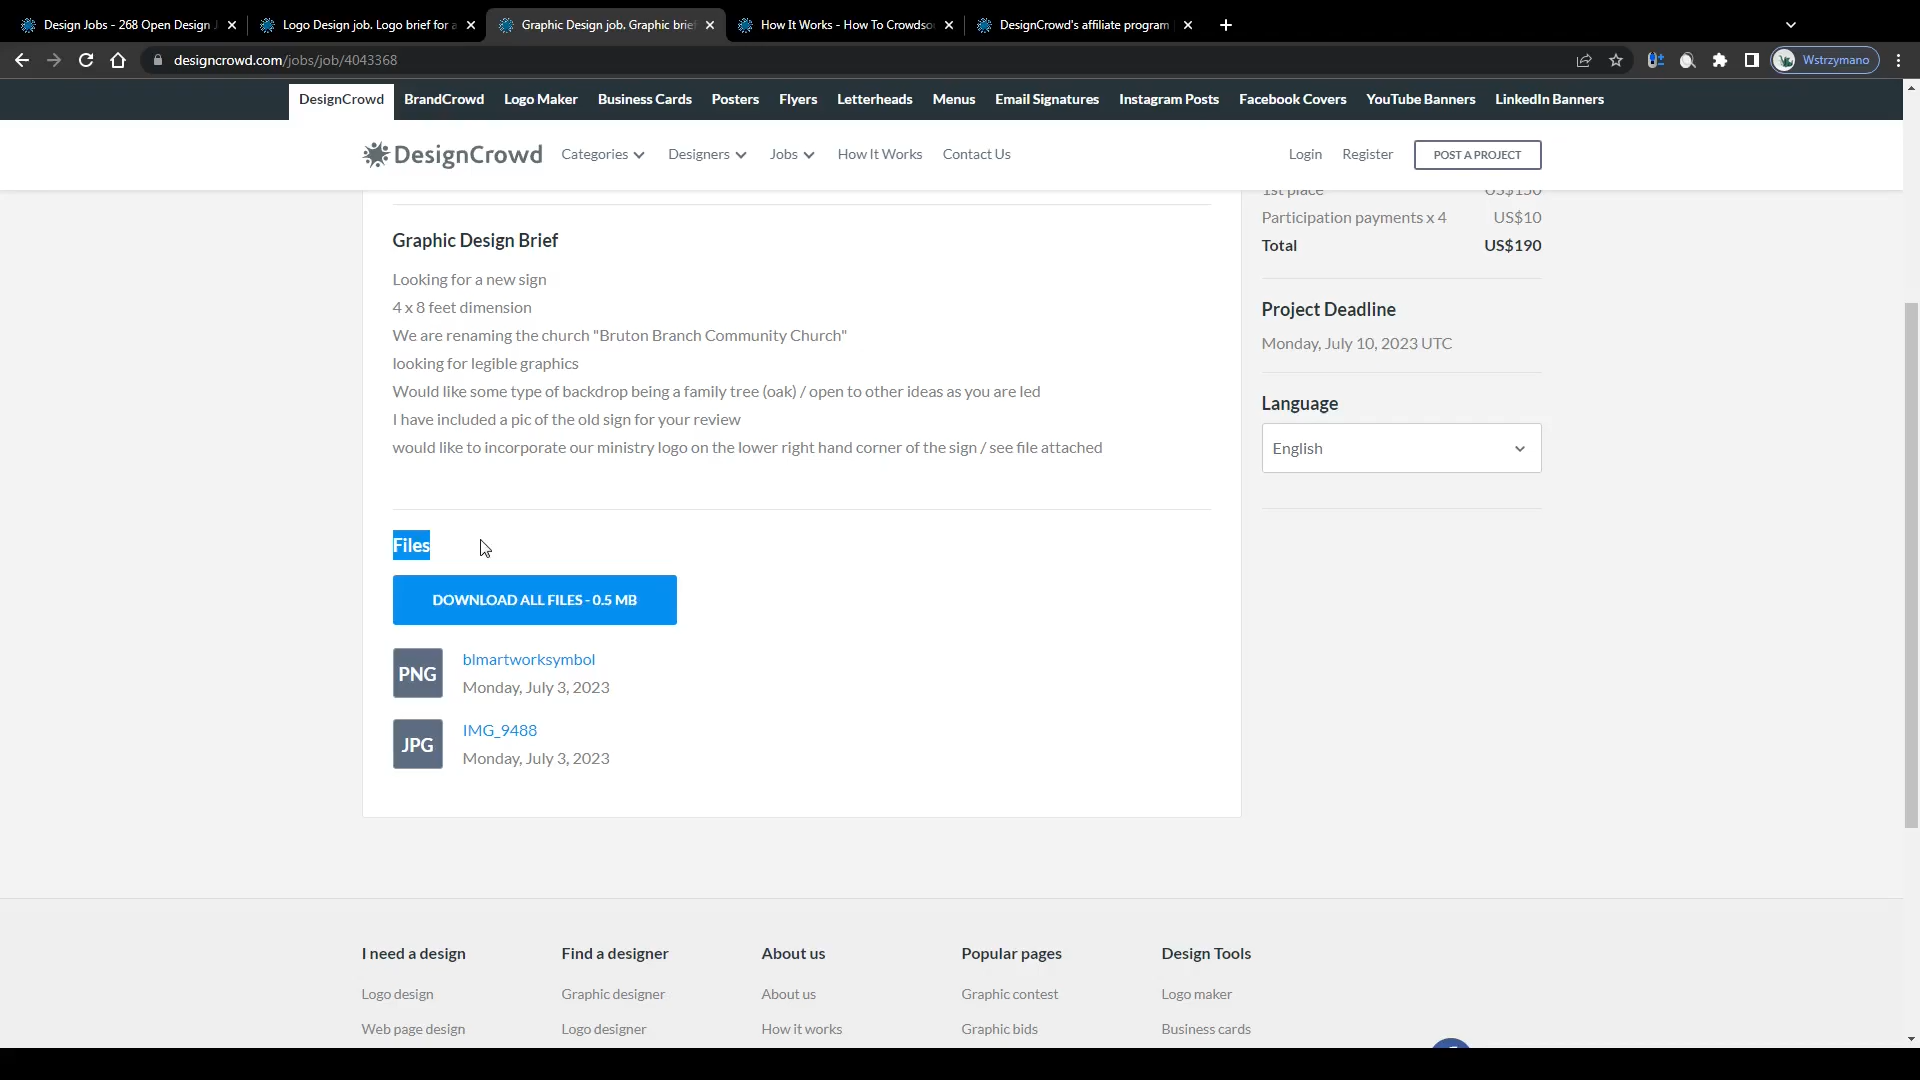 Design Jobs - 268 Open Design J
Logo Design job. Logo brief for a
Graphic Design job. Graphic brief
How It Works - How To Crowdso
DesignCrowd's affiliate program
designcrowd.com/jobs/job/4043368
Wstrzymano
DesignCrowd
BrandCrowd
Logo Maker
Business Cards
Posters
Flyers
Letterheads
Menus
Email Signatures
Instagram Posts
Facebook Covers
YouTube Banners
LinkedIn Banners
DesignCrowd
Categories
Designers
Jobs
How It Works
Contact Us
Login
Register
POST A PROJECT
Graphic Design Brief
Looking for a new sign
4 x 8 feet dimension
We are renaming the church "Bruton Branch Community Church"
looking for legible graphics
Would like some type of backdrop being a family tree (oak) / open to other ideas as you are led
I have included a pic of the old sign for your review
would like to incorporate our ministry logo on the lower right hand corner of the sign / see file attached
Files
DOWNLOAD ALL FILES - 0.5 MB
PNG
blmartworksymbol
Monday, July 3, 2023
JPG
IMG_9488
Monday, July 3, 2023
1st place US$150
Participation payments x 4 US$10
Total US$190
Project Deadline
Monday, July 10, 2023 UTC
Language
English
I need a design
Logo design
Web page design
Find a designer
Graphic designer
Logo designer
About us
About us
How it works
Popular pages
Graphic contest
Graphic bids
Design Tools
Logo maker
Business cards